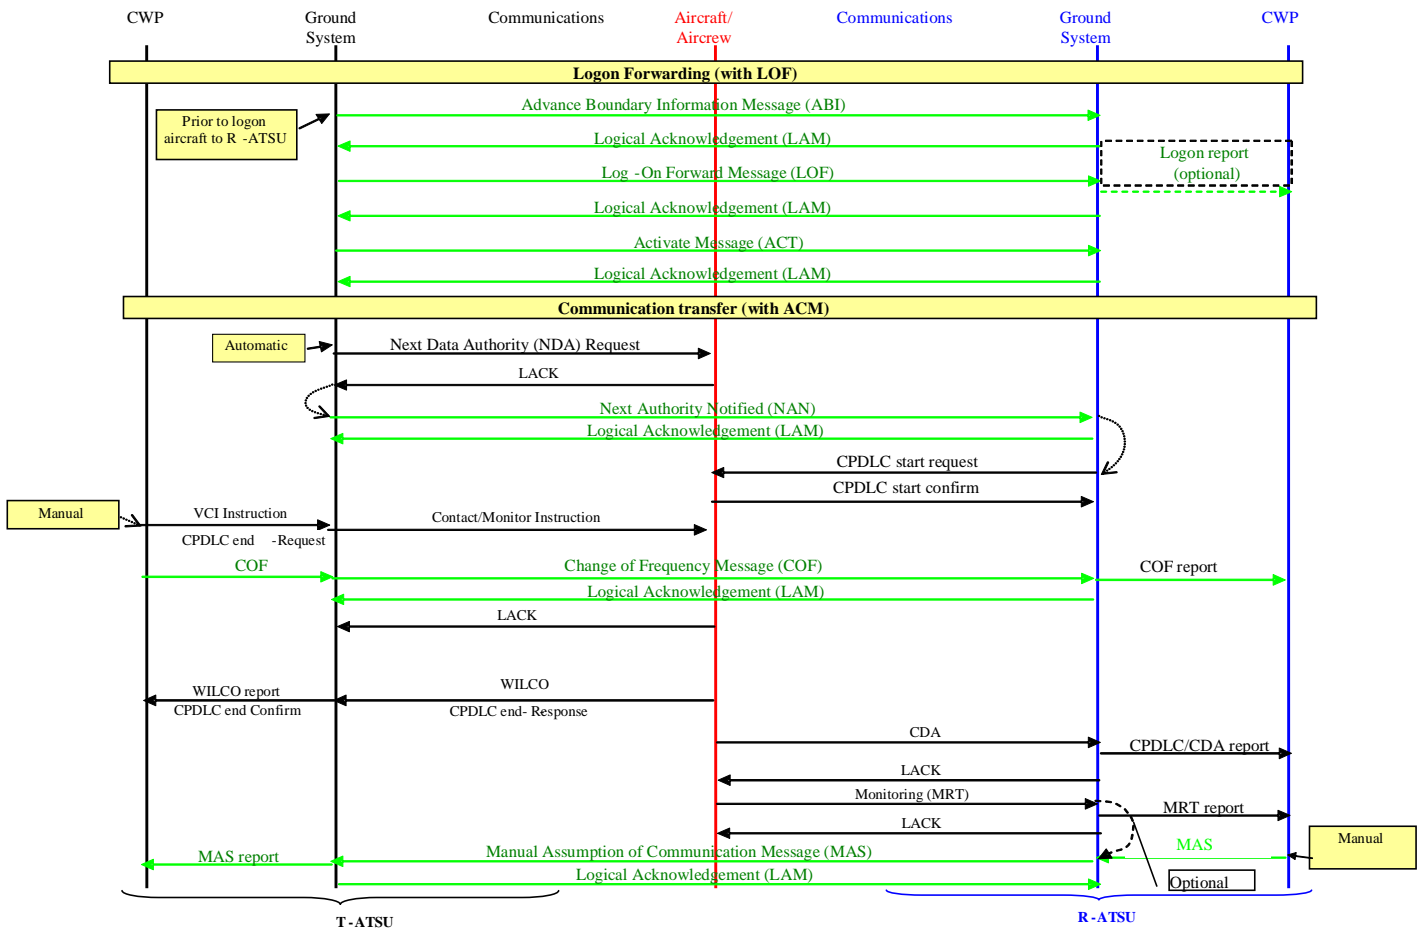 CWP
Ground
System
Communications
Aircraft/
Aircrew
Communications
Ground
System
CWP
Logon Forwarding (with LOF)
Advance Boundary Information Message (ABI)
Prior to logon
aircraft to R -ATSU
Logical Acknowledgement (LAM)
Logon report
(optional)
Log -On Forward Message (LOF)
Logical Acknowledgement (LAM)
Activate Message (ACT)
Logical Acknowledgement (LAM)
Communication transfer (with ACM)
Automatic
Next Data Authority (NDA) Request
LACK
Next Authority Notified (NAN)
Logical Acknowledgement (LAM)
CPDLC start request
CPDLC start confirm
Manual
VCI Instruction
Contact/Monitor Instruction
CPDLC end -Request
COF
Change of Frequency Message (COF)
COF report
Logical Acknowledgement (LAM)
LACK
WILCO report
WILCO
CPDLC end Confirm
CPDLC end- Response
CDA
CPDLC/CDA report
LACK
Monitoring (MRT)
MRT report
LACK
Manual
MAS report
Manual Assumption of Communication Message (MAS)
MAS
Logical Acknowledgement (LAM)
Optional
T -ATSU
R -ATSU